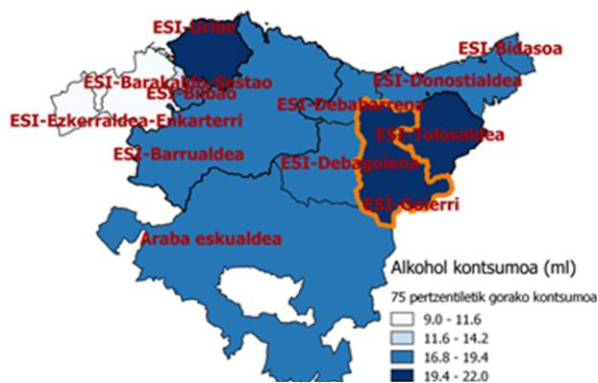 ESI-Uribe
ESI-Bidasoa
ESI-Barakaldo-Sestao
ESI-Donostialdea
ESI-Bilbao
ESI-Debabarrena
ESI-Ezkerraldea-Enkarterri
ESI-Tolosaldea
ESI-Barrualdea
ESI-Debagoiena
ESI-Goierri
Araba eskualdea
Alkohol kontsumoa (ml)
75 pertzentiletik gorako kontsumoa
9.0 - 11.6
11.6 - 14.2
16.8 - 19.4
19.4 - 22.0